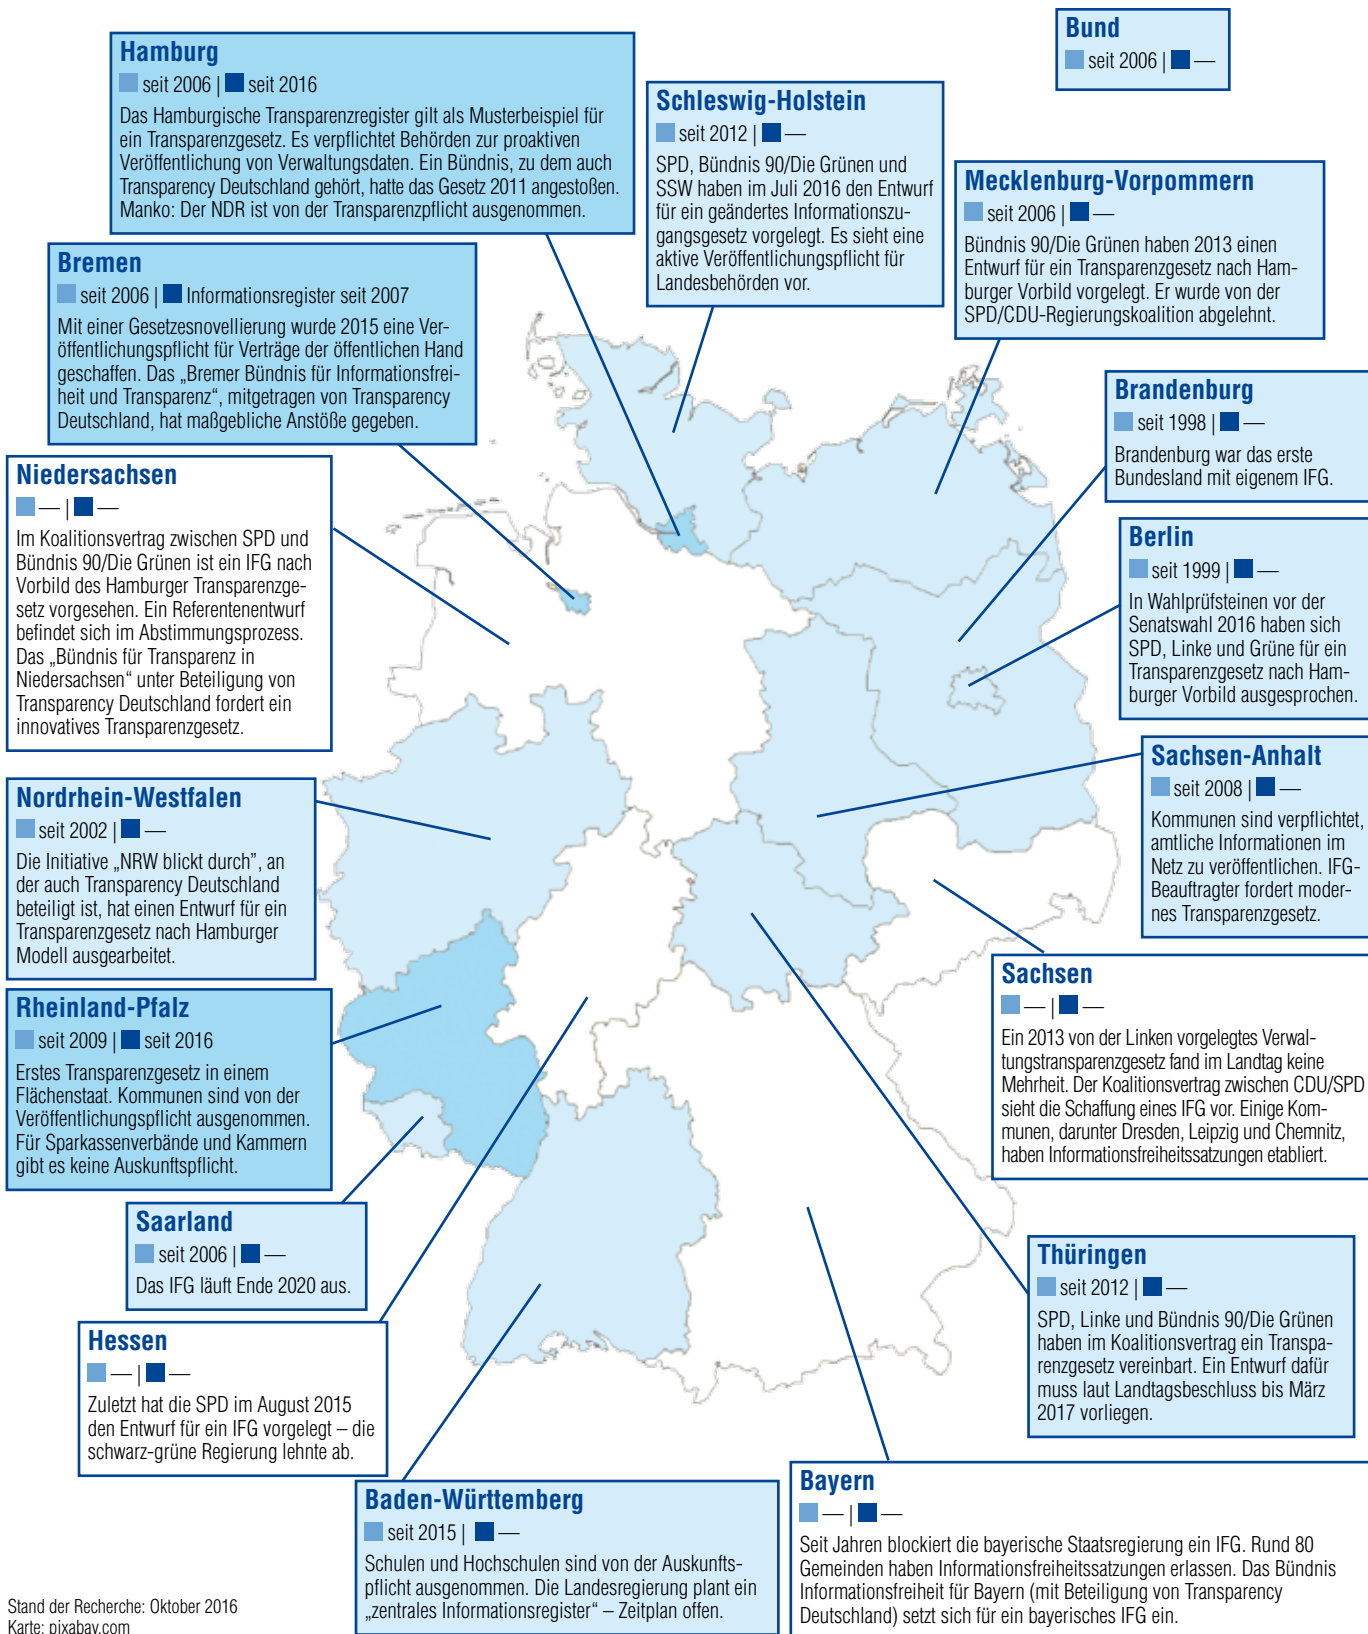 Bund
seit 2006 | —
Hamburg
seit 2006 | seit 2016
Das Hamburgische Transparenzregister gilt als Musterbeispiel für
ein Transparenzgesetz. Es verpflichtet Behörden zur proaktiven
Veröffentlichung von Verwaltungsdaten. Ein Bündnis, zu dem auch
Transparency Deutschland gehört, hatte das Gesetz 2011 angestoßen.
Manko: Der NDR ist von der Transparenzpflicht ausgenommen.
Schleswig-Holstein
seit 2012 | —
SPD, Bündnis 90/Die Grünen und
SSW haben im Juli 2016 den Entwurf
für ein geändertes Informationszu-
gangsgesetz vorgelegt. Es sieht eine
aktive Veröffentlichungspflicht für
Landesbehörden vor.
Mecklenburg-Vorpommern
seit 2006 | —
Bündnis 90/Die Grünen haben 2013 einen
Entwurf für ein Transparenzgesetz nach Ham-
burger Vorbild vorgelegt. Er wurde von der
SPD/CDU-Regierungskoalition abgelehnt.
Bremen
seit 2006 | Informationsregister seit 2007
Mit einer Gesetzesnovellierung wurde 2015 eine Ver-
öffentlichungspflicht für Verträge der öffentlichen Hand
geschaffen. Das „Bremer Bündnis für Informationsfrei-
heit und Transparenz“, mitgetragen von Transparency
Deutschland, hat maßgebliche Anstöße gegeben.
Brandenburg
seit 1998 | —
Brandenburg war das erste
Bundesland mit eigenem IFG.
Niedersachsen
— | —
Im Koalitionsvertrag zwischen SPD und
Bündnis 90/Die Grünen ist ein IFG nach
Vorbild des Hamburger Transparenzge-
setz vorgesehen. Ein Referentenentwurf
befindet sich im Abstimmungsprozess.
Das „Bündnis für Transparenz in
Niedersachsen“ unter Beteiligung von
Transparency Deutschland fordert ein
innovatives Transparenzgesetz.
Berlin
seit 1999 | —
In Wahlprüfsteinen vor der
Senatswahl 2016 haben sich
SPD, Linke und Grüne für ein
Transparenzgesetz nach Ham-
burger Vorbild ausgesprochen.
Sachsen-Anhalt
seit 2008 | —
Kommunen sind verpflichtet,
amtliche Informationen im
Netz zu veröffentlichen. IFG-
Beauftragter fordert moder-
nes Transparenzgesetz.
Nordrhein-Westfalen
seit 2002 | —
Die Initiative „NRW blickt durch”, an
der auch Transparency Deutschland
beteiligt ist, hat einen Entwurf für ein
Transparenzgesetz nach Hamburger
Modell ausgearbeitet.
Sachsen
— | —
Ein 2013 von der Linken vorgelegtes Verwal-
tungstransparenzgesetz fand im Landtag keine
Mehrheit. Der Koalitionsvertrag zwischen CDU/SPD
sieht die Schaffung eines IFG vor. Einige Kom-
munen, darunter Dresden, Leipzig und Chemnitz,
haben Informationsfreiheitssatzungen etabliert.
Rheinland-Pfalz
seit 2009 | seit 2016
Erstes Transparenzgesetz in einem
Flächenstaat. Kommunen sind von der
Veröffentlichungspflicht ausgenommen.
Für Sparkassenverbände und Kammern
gibt es keine Auskunftspflicht.
Saarland
seit 2006 | —
Das IFG läuft Ende 2020 aus.
Thüringen
seit 2012 | —
SPD, Linke und Bündnis 90/Die Grünen
haben im Koalitionsvertrag ein Transpa-
renzgesetz vereinbart. Ein Entwurf dafür
muss laut Landtagsbeschluss bis März
2017 vorliegen.
Hessen
— | —
Zuletzt hat die SPD im August 2015
den Entwurf für ein IFG vorgelegt – die
schwarz-grüne Regierung lehnte ab.
Baden-Württemberg
seit 2015 | —
Schulen und Hochschulen sind von der Auskunfts-
pflicht ausgenommen. Die Landesregierung plant ein
„zentrales Informationsregister“ – Zeitplan offen.
Bayern
— | —
Seit Jahren blockiert die bayerische Staatsregierung ein IFG. Rund 80
Gemeinden haben Informationsfreiheitssatzungen erlassen. Das Bündnis
Informationsfreiheit für Bayern (mit Beteiligung von Transparency
Deutschland) setzt sich für ein bayerisches IFG ein.
Stand der Recherche: Oktober 2016
Karte: pixabay.com